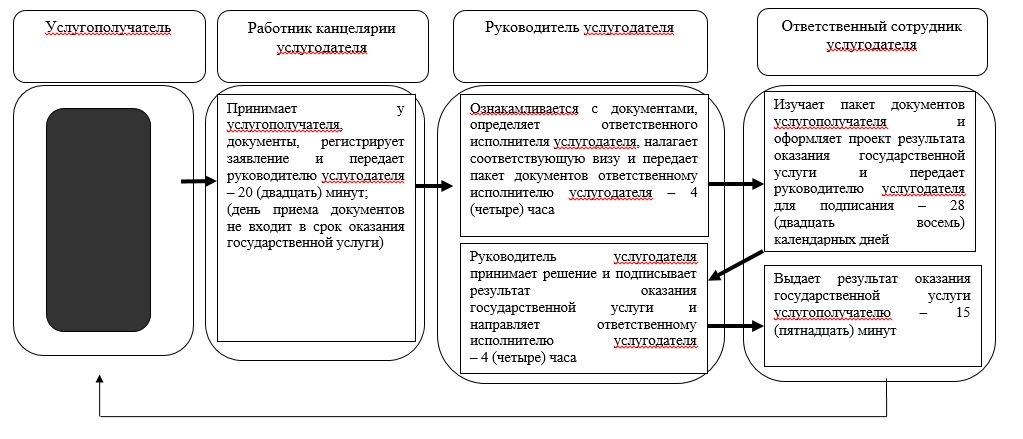 Услугополучатель
Работник канцелярии
услугодателя
Руководитель услугодателя
Ответственный сотрудник
услугодателя
Принимает у
услугополучателя,
документы, регистрирует
заявление и передает
руководителю услугодателя
– 20 (двадцать) минут;
(день приема документов
не входит в срок оказания
государственной услуги)
Ознакамливается с документами,
определяет ответственного
исполнителя услугодателя, налагает
соответствующую визу и передает
пакет документов ответственному
исполнителю услугодателя – 4
(четыре) часа
Изучает пакет документов
услугополучателя и
оформляет проект результата
оказания государственной
услуги и передает
руководителю услугодателя
для подписания – 28
(двадцать восемь)
календарных дней
Руководитель услугодателя
принимает решение и подписывает
результат оказания
государственной услуги и
направляет ответственному
исполнителю услугодателя
– 4 (четыре) часа
Выдает результат оказания
государственной услуги
услугополучателю – 15
(пятнадцать) минут